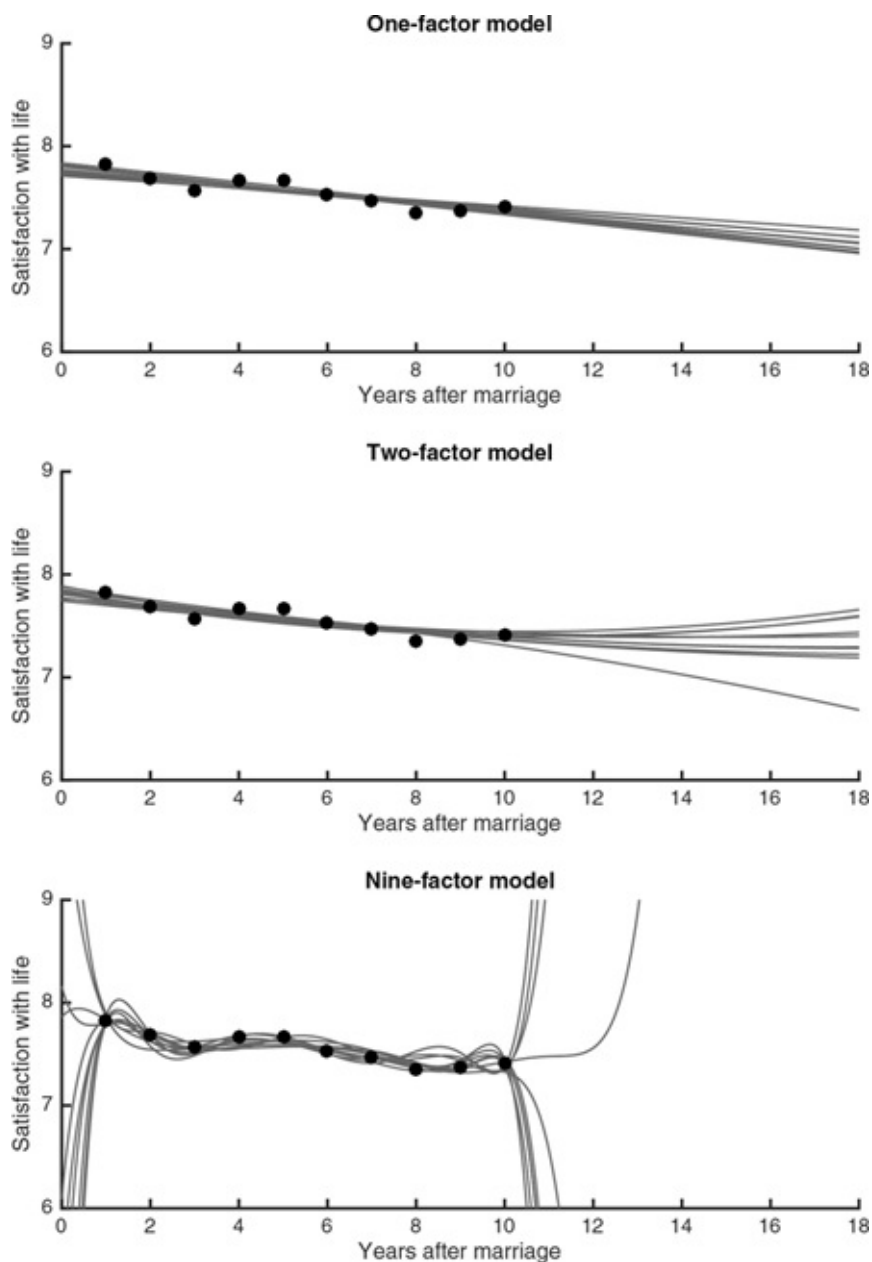 One-factor model
9
8
7
6
Satisfaction with life
0 2 4 6 8 10 12 14 16 18
Years after marriage
Two-factor model
9
8
7
6
Satisfaction with life
0 2 4 6 8 10 12 14 16 18
Years after marriage
Nine-factor model
9
8
7
6
Satisfaction with life
0 2 4 6 8 10 12 14 16 18
Years after marriage